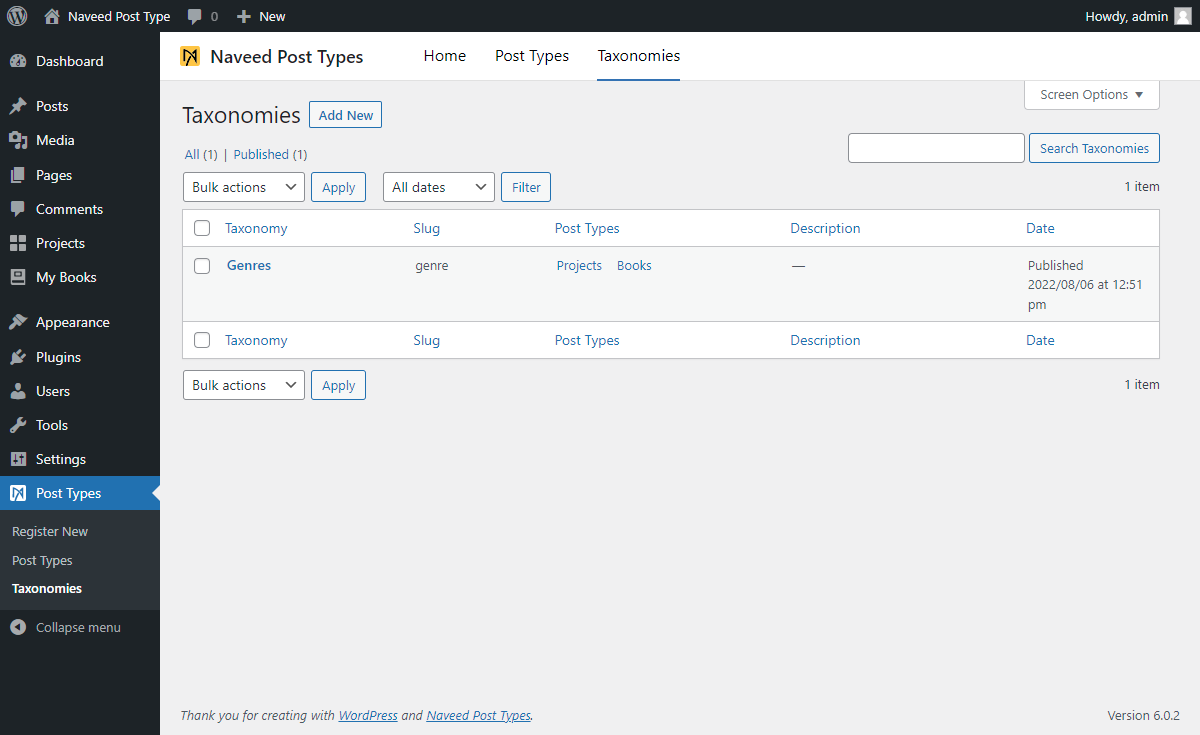 Naveed Post Type 0 New Howdy, admin
Dashboard
Posts
Media
Pages
Comments
Projects
My Books
Appearance
Plugins
Users
Tools
Settings
Post Types
Register New
Post Types
Taxonomies
Collapse menu
Naveed Post Types Home Post Types Taxonomies
Screen Options
Taxonomies Add New
All (1) | Published (1)
Search Taxonomies
Bulk actions Apply All dates Filter 1 item
Taxonomy Slug Post Types Description Date
Genres genre Projects Books — Published
2022/08/06 at 12:51
pm
Taxonomy Slug Post Types Description Date
Bulk actions Apply 1 item
Thank you for creating with WordPress and Naveed Post Types. Version 6.0.2